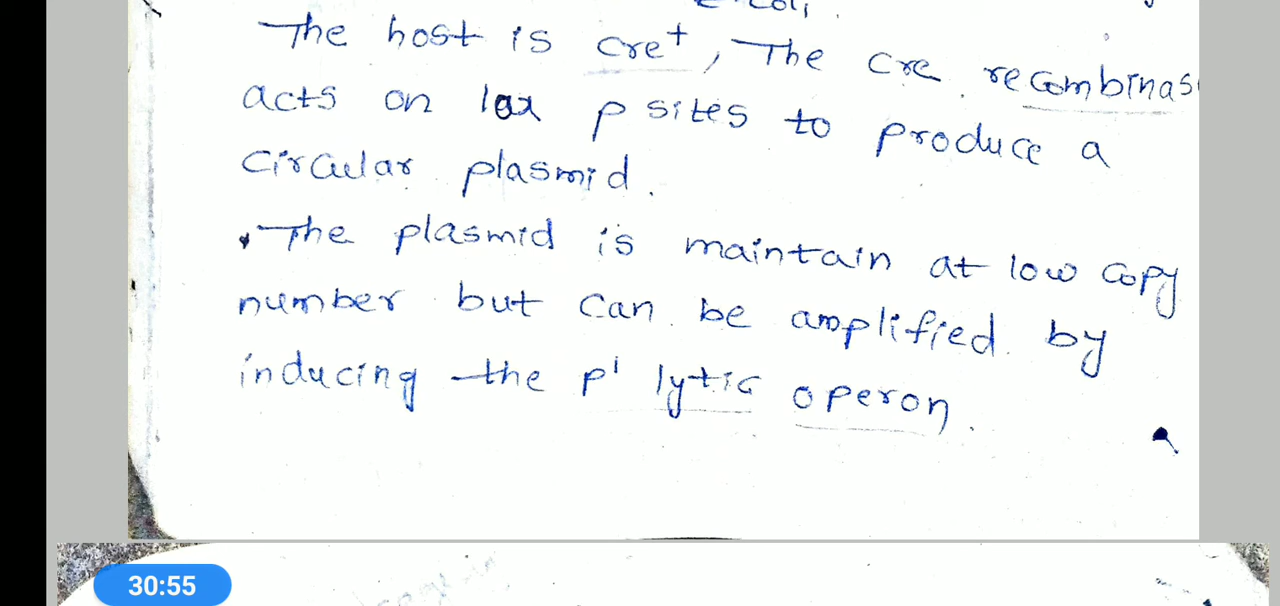 E. coli.
The host is cre+, The cre recombinas
acts on lox p sites to produce a
circular plasmid.
The plasmid is maintain at low copy
number but can be amplified by
inducing the p' lytic operon.
30:55